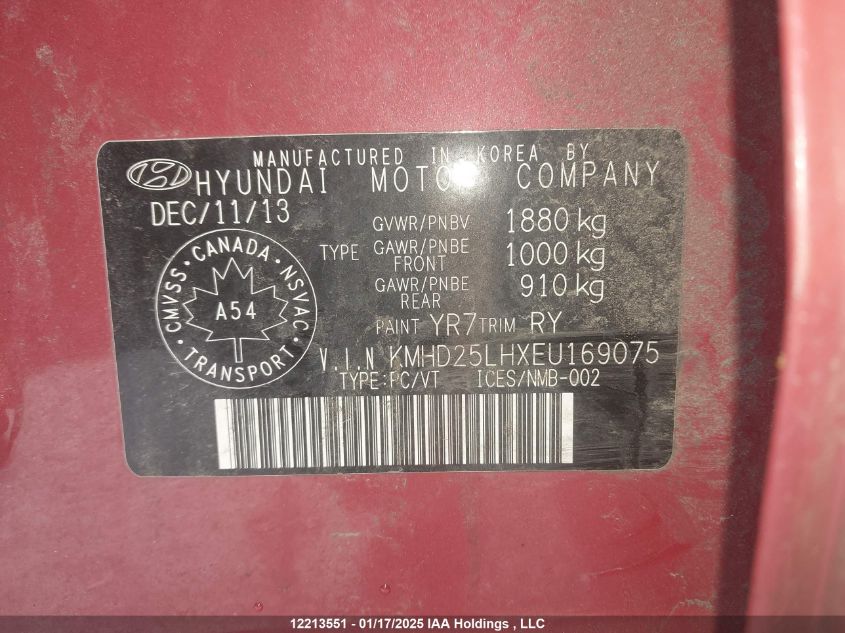 MANUFACTURED IN KOREA BY
HYUNDAI MOTOR COMPANY
DEC/11/13
GVWR/PNBV 1880 kg
TYPE GAWR/PNBE FRONT 1000 kg
GAWR/PNBE REAR 910 kg
PAINT YR7 TRIM RY
CANADA
CMVSS
NSVAC
A54
TRANSPORT
V.I.N KMHD25LHXEU169075
TYPE:PC/VT ICES/NMB-002
12213551 - 01/17/2025 IAA Holdings , LLC